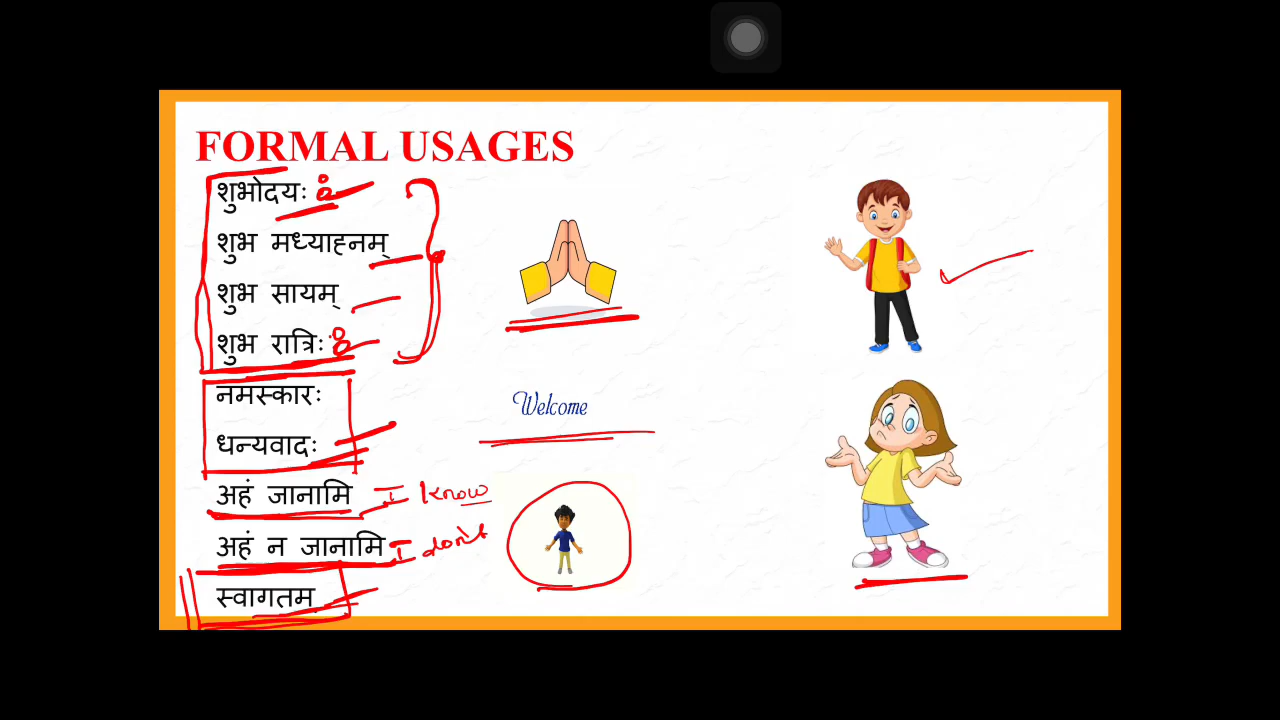 FORMAL USAGES
शुभोदयः
शुभ मध्याह्नम्
शुभ सायम्
शुभ रात्रिः
नमस्कारः
धन्यवादः
अहं जानामि I know
अहं न जानामि I don't
स्वागतम
Welcome